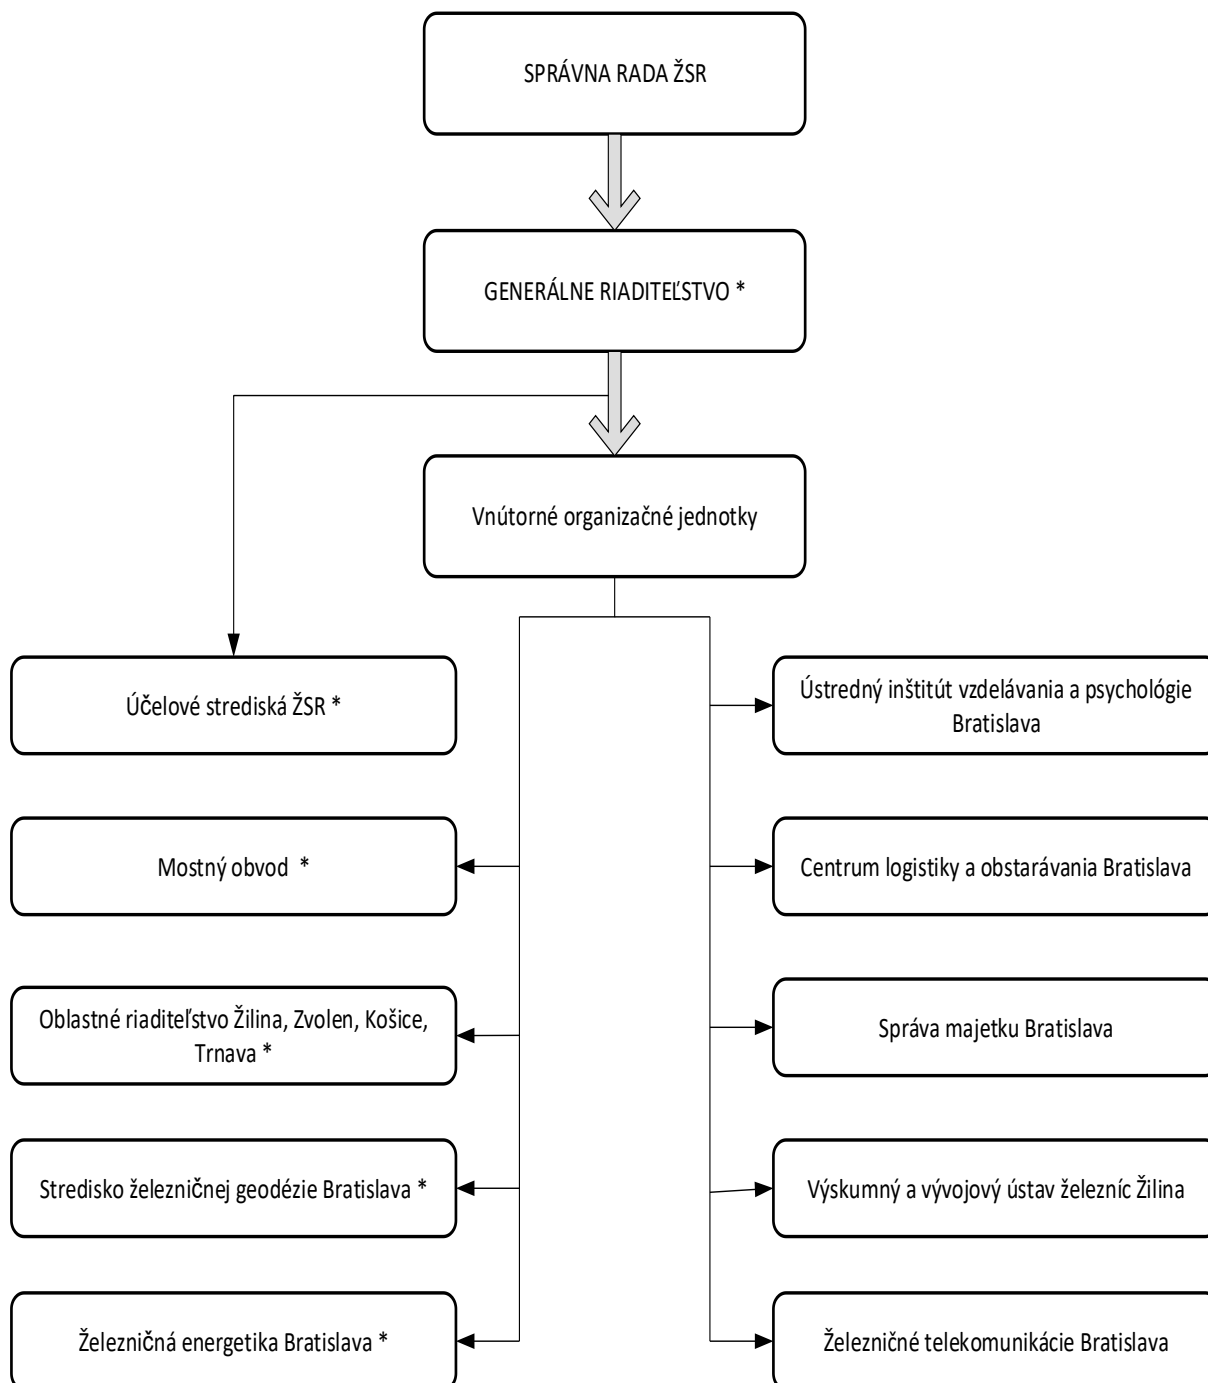 SPRÁVNA RADA ŽSR
GENERÁLNE RIADITEĽSTVO *
Vnútorné organizačné jednotky
Účelové strediská ŽSR *
Ústredný inštitút vzdelávania a psychológie
Bratislava
Mostný obvod  *
Centrum logistiky a obstarávania Bratislava
Oblastné riaditeľstvo Žilina, Zvolen, Košice,
Trnava *
Správa majetku Bratislava
Stredisko železničnej geodézie Bratislava *
Výskumný a vývojový ústav železníc Žilina
Železničná energetika Bratislava *
Železničné telekomunikácie Bratislava